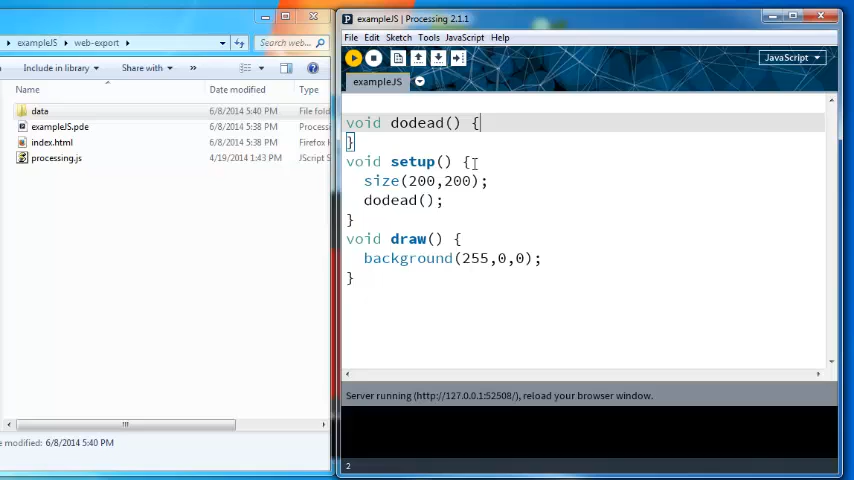 exampleJS | Processing 2.1.1
exampleJS
web-export
Search web...
File Edit Sketch Tools JavaScript Help
Include in library
Share with
»
JavaScript
Name
Date modified
Type
exampleJS
data
6/8/2014 5:40 PM
File fold
exampleJS.pde
6/8/2014 5:38 PM
Processin
index.html
6/8/2014 5:38 PM
Firefox
processing.js
4/19/2014 1:43 PM
JScript S
void dodead() {
}
void setup() {
size(200,200);
dodead();
}
void draw() {
background(255,0,0);
}
Server running (http://127.0.0.1:52508/), reload your browser window.
e modified: 6/8/2014 5:40 PM
2